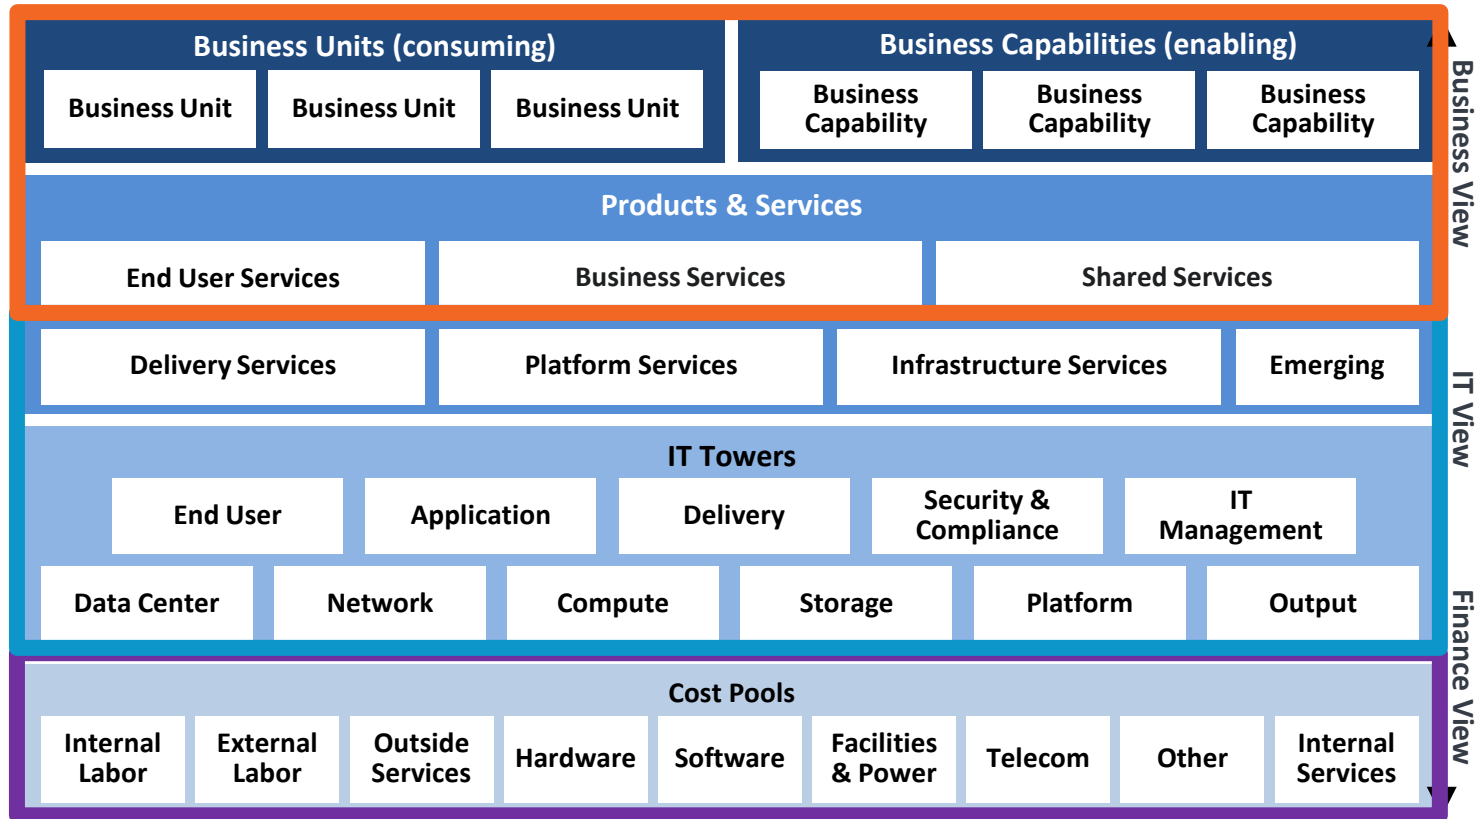 Business Units (consuming)
Business Capabilities (enabling)
Business Unit
Business Unit
Business Unit
Business
Capability
Business
Capability
Business
Capability
Products & Services
End User Services
Business Services
Shared Services
Delivery Services
Platform Services
Infrastructure Services
Emerging
IT Towers
End User
Application
Delivery
Security &
Compliance
IT
Management
Data Center
Network
Compute
Storage
Platform
Output
Cost Pools
Internal
Labor
External
Labor
Outside
Services
Hardware
Software
Facilities
& Power
Telecom
Other
Internal
Services
Business View
IT View
Finance View